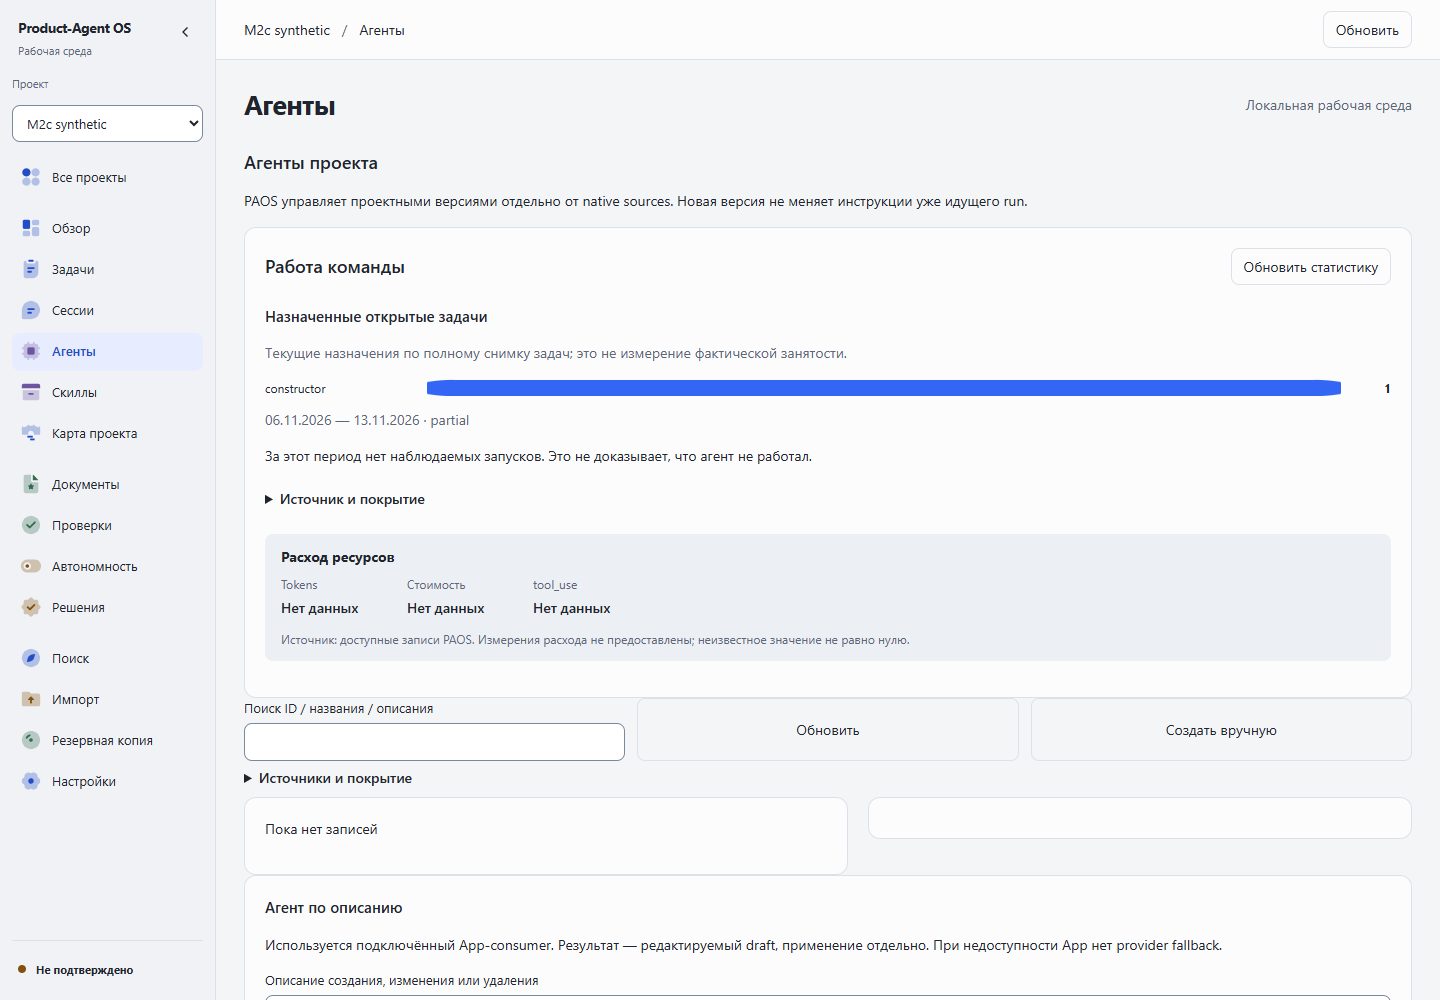 Product-Agent OS
Рабочая среда
Проект
M2c synthetic
Все проекты
Обзор
Задачи
Сессии
Агенты
Скиллы
Карта проекта
Документы
Проверки
Автономность
Решения
Поиск
Импорт
Резервная копия
Настройки
Не подтверждено
M2c synthetic / Агенты
Обновить
Агенты
Локальная рабочая среда
Агенты проекта
PAOS управляет проектными версиями отдельно от native sources. Новая версия не меняет инструкции уже идущего run.
Работа команды
Обновить статистику
Назначенные открытые задачи
Текущие назначения по полному снимку задач; это не измерение фактической занятости.
constructor 1
06.11.2026 — 13.11.2026 · partial
За этот период нет наблюдаемых запусков. Это не доказывает, что агент не работал.
Источник и покрытие
Расход ресурсов
Tokens Стоимость tool_use
Нет данных Нет данных Нет данных
Источник: доступные записи PAOS. Измерения расхода не предоставлены; неизвестное значение не равно нулю.
Поиск ID / названия / описания
Обновить
Создать вручную
Источники и покрытие
Пока нет записей
Агент по описанию
Используется подключённый App-consumer. Результат — редактируемый draft, применение отдельно. При недоступности App нет provider fallback.
Описание создания, изменения или удаления